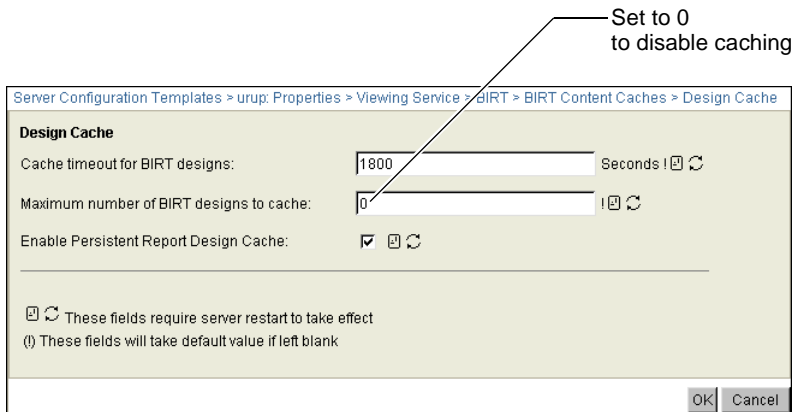 Set to 0
to disable caching
Server Configuration Templates > urup: Properties > Viewing Service > BIRT > BIRT Content Caches > Design Cache
Design Cache
Cache timeout for BIRT designs: 1800 Seconds !
Maximum number of BIRT designs to cache: 0 !
Enable Persistent Report Design Cache:
These fields require server restart to take effect
(!) These fields will take default value if left blank
OK Cancel